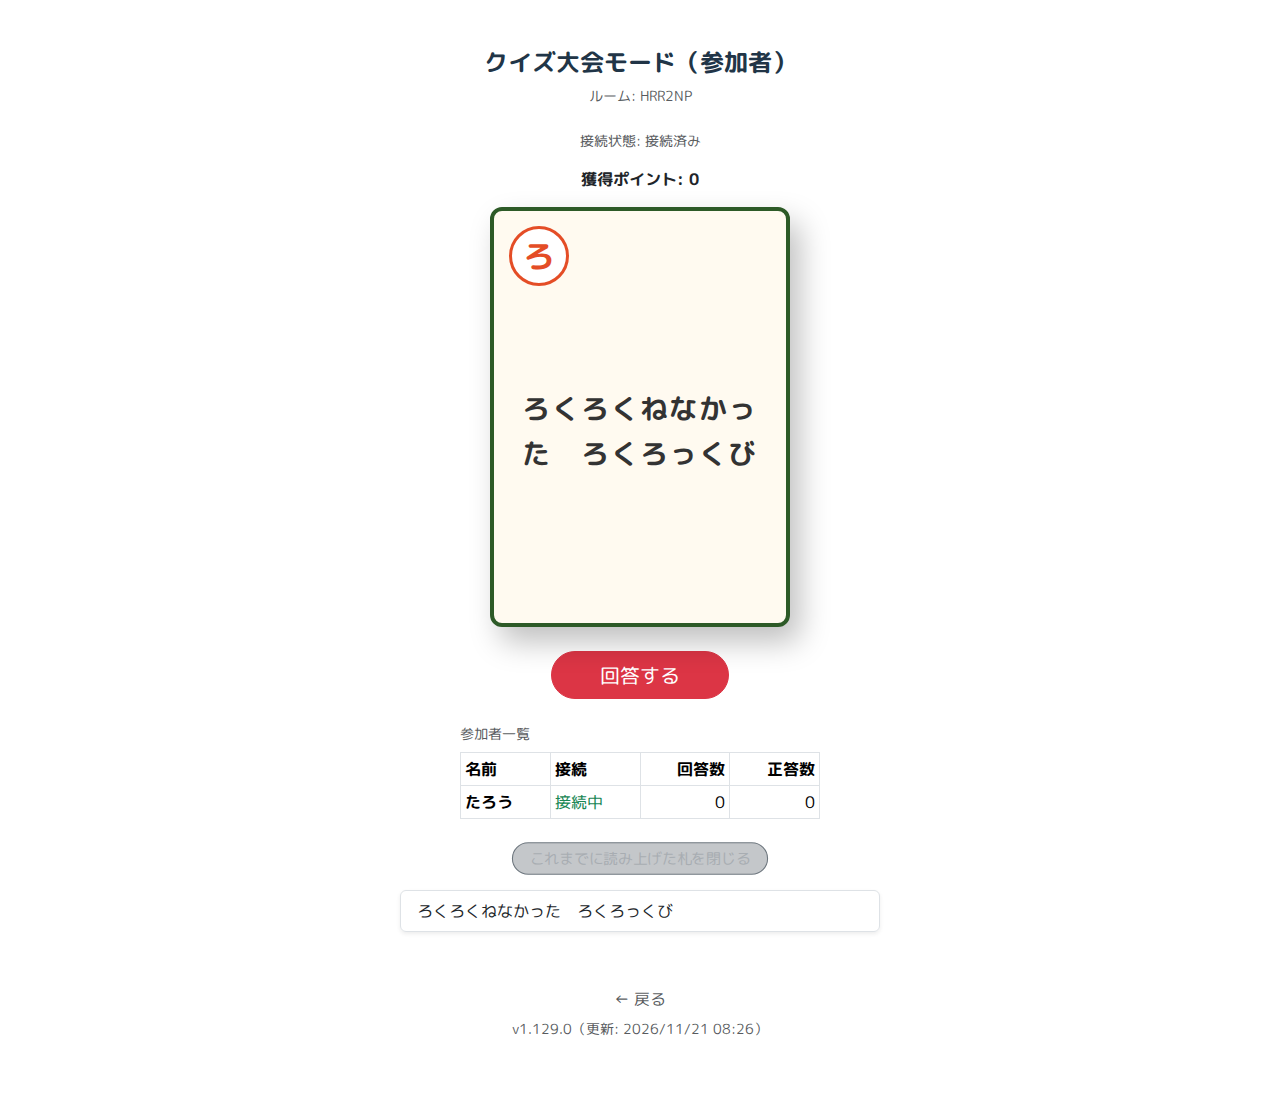 クイズ大会モード（参加者）
ルーム: HRR2NP
接続状態: 接続済み
獲得ポイント: 0
ろ
ろくろくねなかっ
た　ろくろっくび
回答する
参加者一覧
名前 接続 回答数 正答数
たろう 接続中 0 0
これまでに読み上げた札を閉じる
ろくろくねなかった　ろくろっくび
← 戻る
v1.129.0（更新: 2026/11/21 08:26）